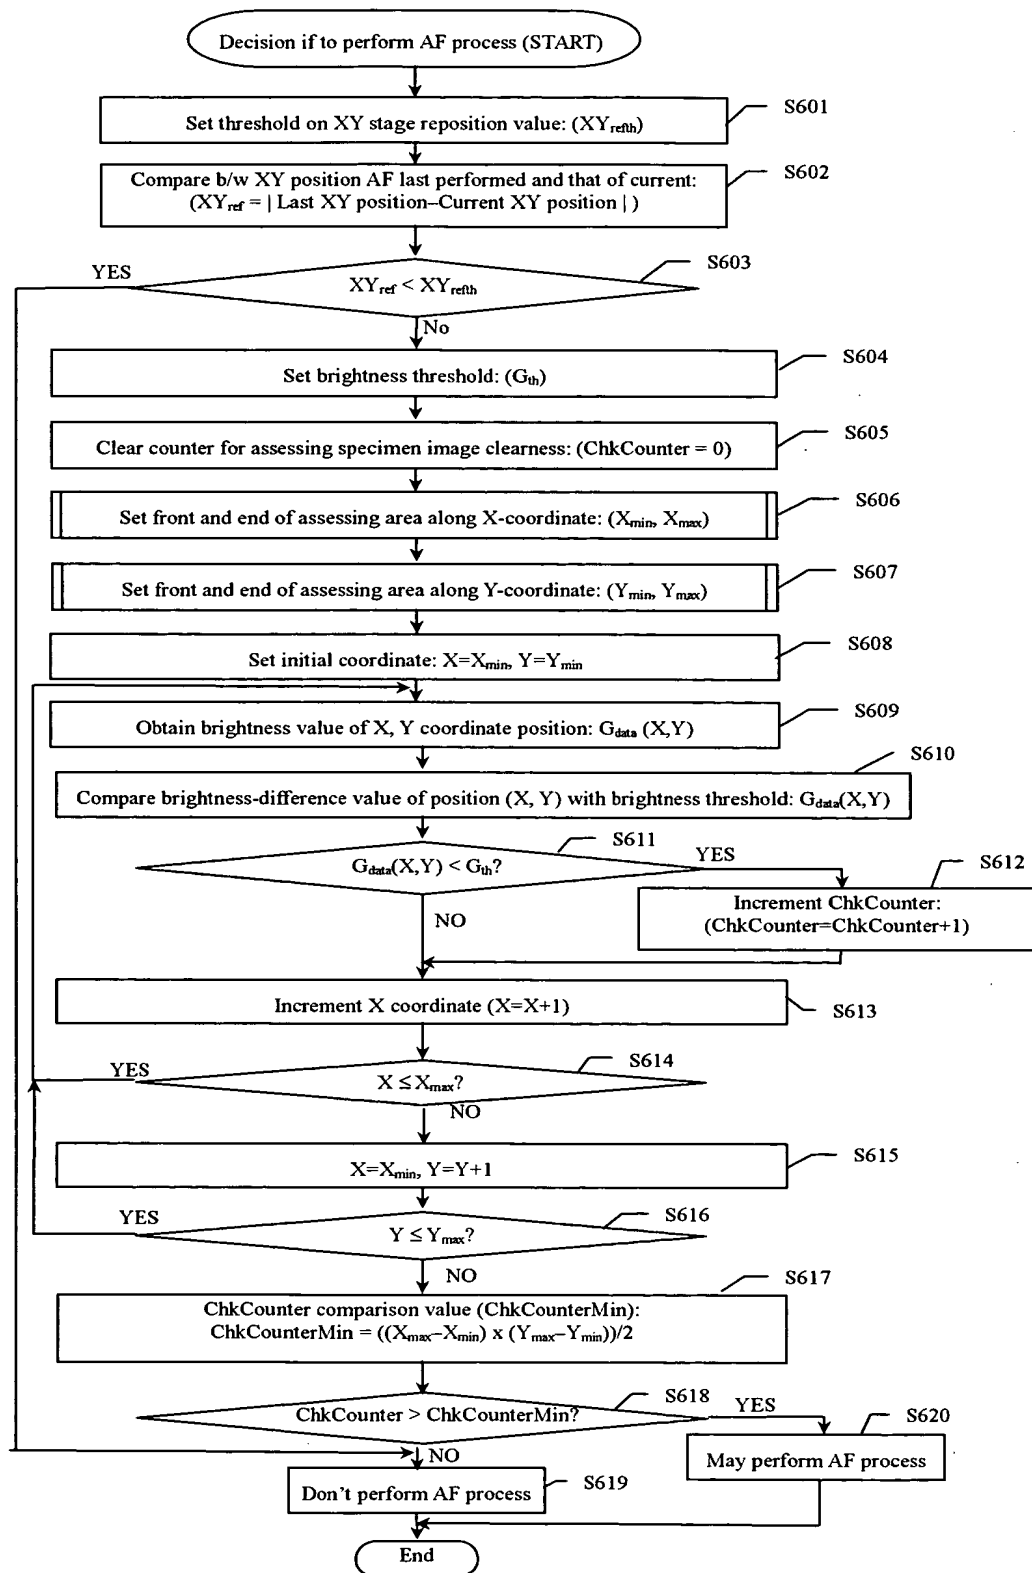 Decision if to perform AF process (START)
S601
Set threshold on XY stage reposition value: (XYrefth)
S602
Compare b/w XY position AF last performed and that of current:
(XYref = | Last XY position–Current XY position | )
S603
YES
XYref < XYrefth
No
S604
Set brightness threshold: (Gth)
S605
Clear counter for assessing specimen image clearness: (ChkCounter = 0)
S606
Set front and end of assessing area along X-coordinate: (Xmin, Xmax)
S607
Set front and end of assessing area along Y-coordinate: (Ymin, Ymax)
S608
Set initial coordinate: X=Xmin, Y=Ymin
S609
Obtain brightness value of X, Y coordinate position: Gdata (X,Y)
S610
Compare brightness-difference value of position (X, Y) with brightness threshold: Gdata(X,Y)
S611
Gdata(X,Y) < Gth?
YES
S612
Increment ChkCounter:
(ChkCounter=ChkCounter+1)
NO
Increment X coordinate (X=X+1)
S613
S614
YES
X ≤ Xmax?
NO
S615
X=Xmin, Y=Y+1
S616
YES
Y ≤ Ymax?
NO
S617
ChkCounter comparison value (ChkCounterMin):
ChkCounterMin = ((Xmax–Xmin) x (Ymax–Ymin))/2
S618
YES
ChkCounter > ChkCounterMin?
S620
NO
May perform AF process
S619
Don't perform AF process
End